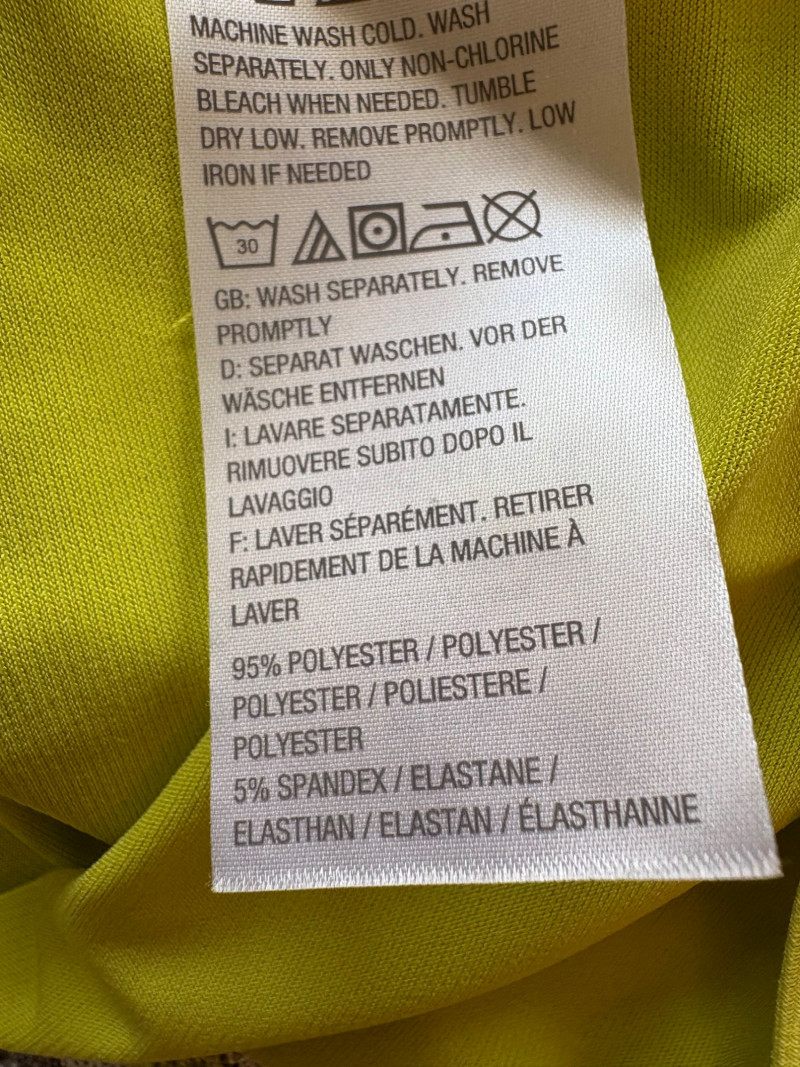 MACHINE WASH COLD. WASH
SEPARATELY. ONLY NON-CHLORINE
BLEACH WHEN NEEDED. TUMBLE
DRY LOW. REMOVE PROMPTLY. LOW
IRON IF NEEDED
30
GB: WASH SEPARATELY. REMOVE
PROMPTLY
D: SEPARAT WASCHEN. VOR DER
WÄSCHE ENTFERNEN
I: LAVARE SEPARATAMENTE.
RIMUOVERE SUBITO DOPO IL
LAVAGGIO
F: LAVER SÉPARÉMENT. RETIRER
RAPIDEMENT DE LA MACHINE À
LAVER
95% POLYESTER / POLYESTER /
POLYESTER / POLIESTERE /
POLYESTER
5% SPANDEX / ELASTANE /
ELASTHAN / ELASTAN / ÉLASTHANNE